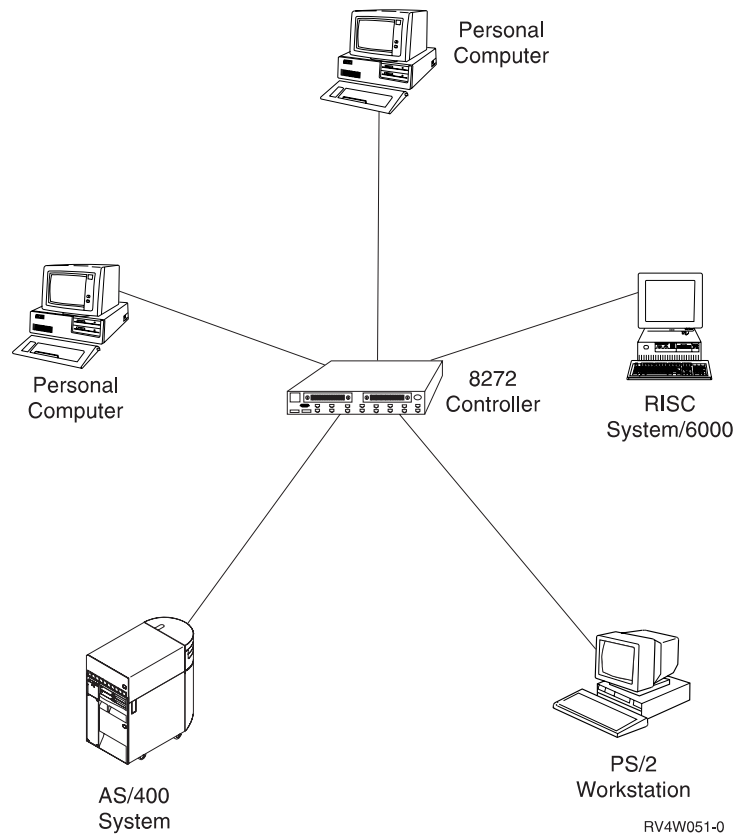 Personal
Computer
Personal
Computer
8272
Controller
RISC
System/6000
AS/400
System
PS/2
Workstation
RV4W051-0